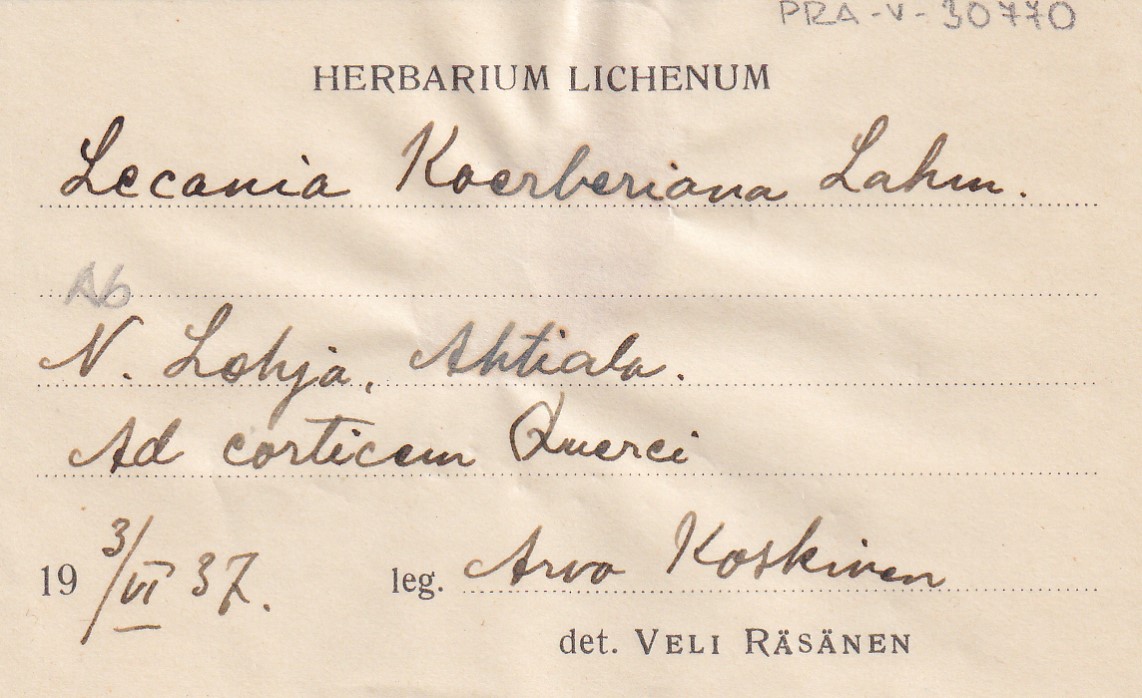 PRA-V-30770
HERBARIUM LICHENUM
Lecania Koerberiana Lahm.
Ab
N. Lohja, Ahtiala.
Ad corticem Querci
19 3/VI 37. leg. Arvo Koskinen
det. VELI RÄSÄNEN